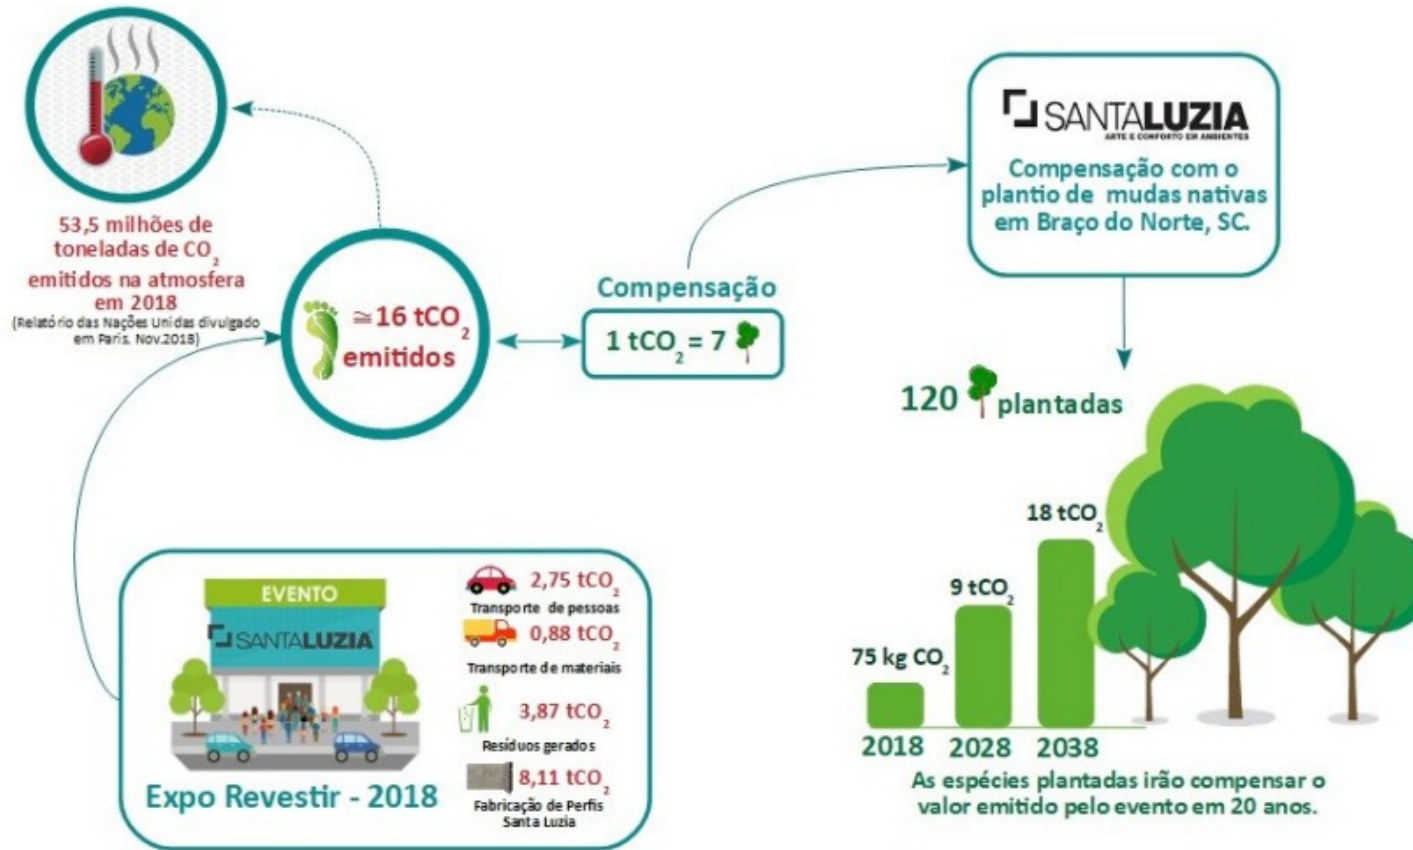 53,5 milhões de
toneladas de CO₂
emitidos na atmosfera
em 2018
(Relatório das Nações Unidas divulgado
em Paris. Nov.2018)
≅16 tCO₂
emitidos
Compensação
1 tCO₂ = 7
SANTALUZIA
ARTE E CONFORTO EM AMBIENTES
Compensação com o
plantio de mudas nativas
em Braço do Norte, SC.
120 plantadas
EVENTO
SANTALUZIA
Expo Revestir - 2018
2,75 tCO₂
Transporte de pessoas
0,88 tCO₂
Transporte de materiais
3,87 tCO₂
Resíduos gerados
8,11 tCO₂
Fabricação de Perfis
Santa Luzia
18 tCO₂
9 tCO₂
75 kg CO₂
2018 2028 2038
As espécies plantadas irão compensar o
valor emitido pelo evento em 20 anos.